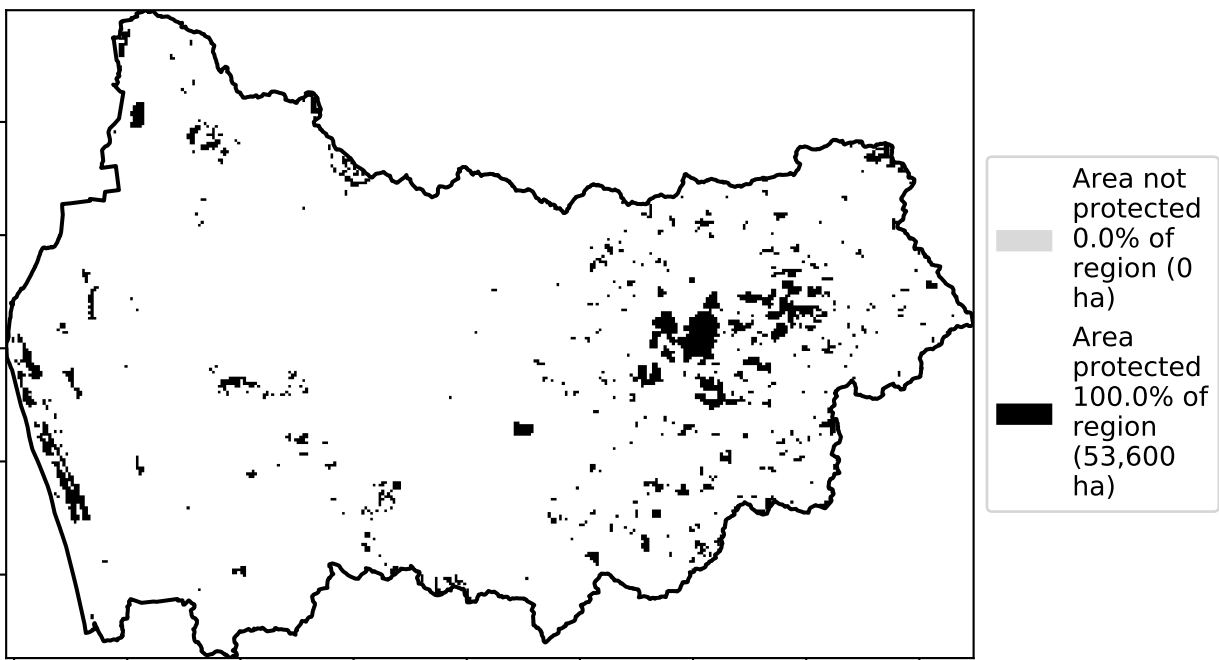 Area not
protected
0.0% of
region (0
ha)
Area
protected
100.0% of
region
(53,600
ha)